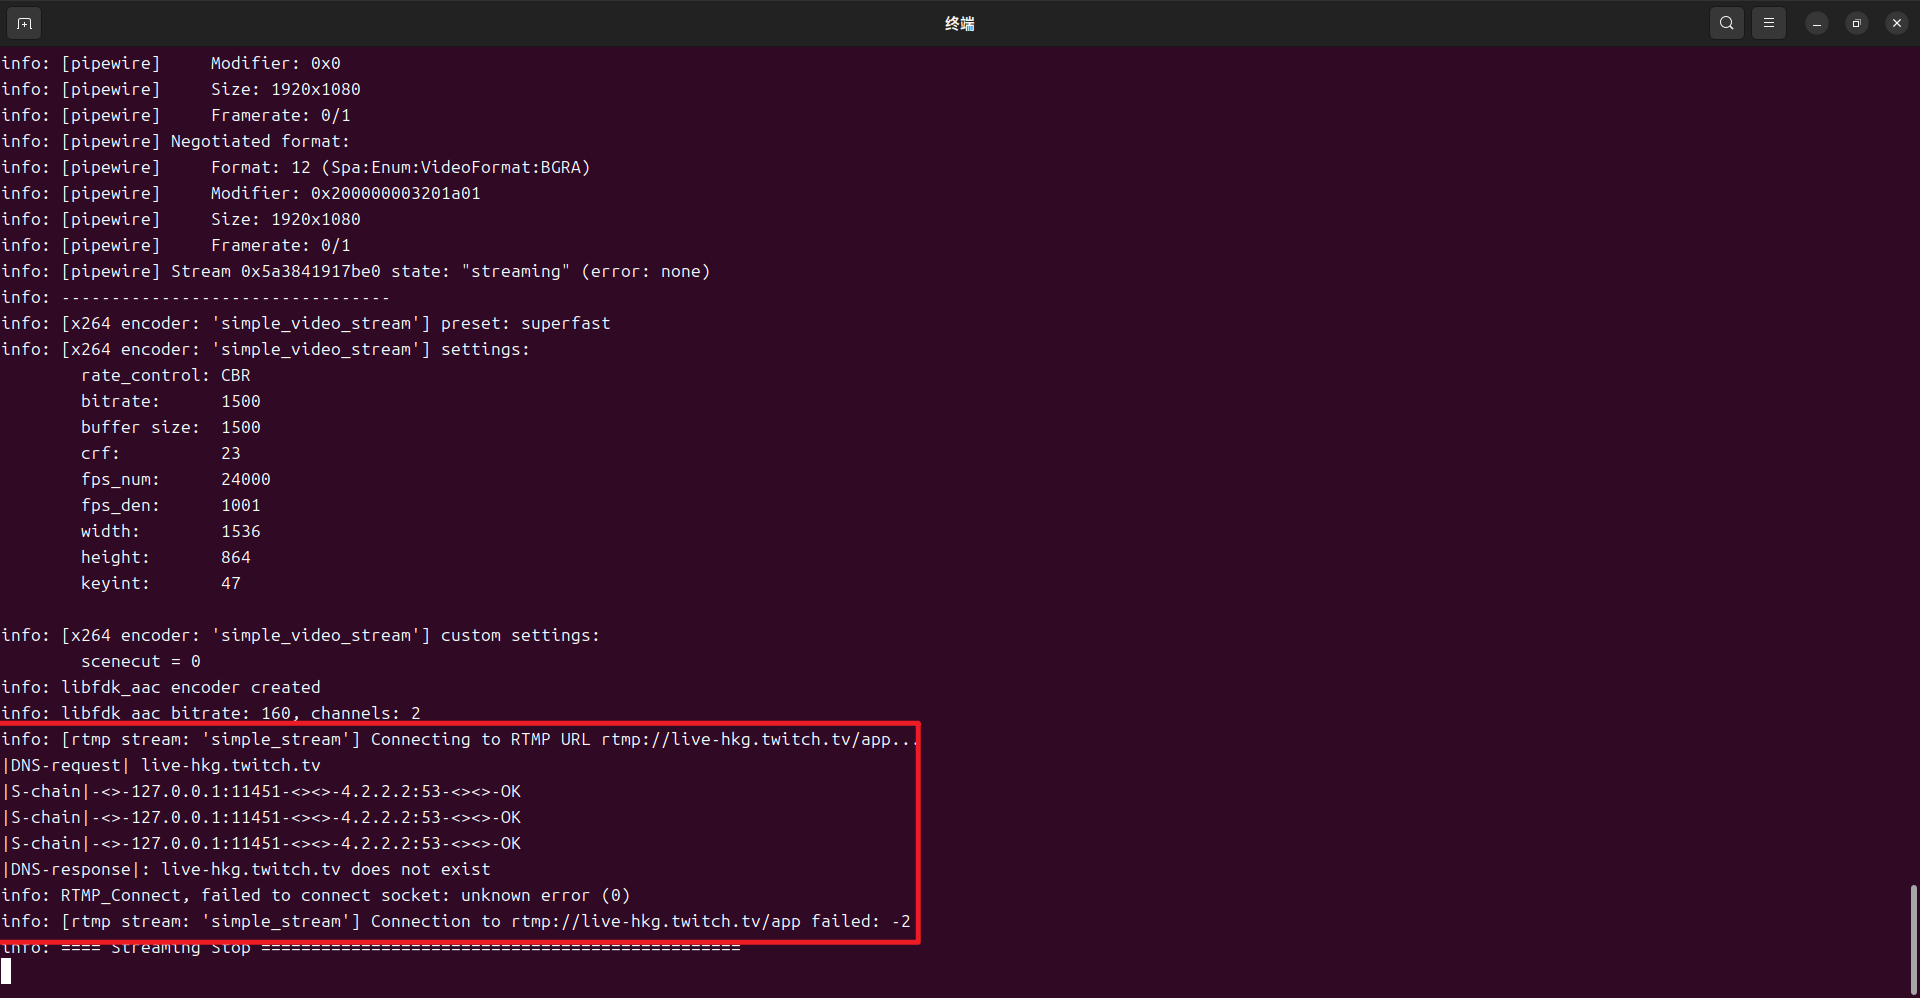 终端
info: [pipewire]     Modifier: 0x0
info: [pipewire]     Size: 1920x1080
info: [pipewire]     Framerate: 0/1
info: [pipewire] Negotiated format:
info: [pipewire]     Format: 12 (Spa:Enum:VideoFormat:BGRA)
info: [pipewire]     Modifier: 0x200000003201a01
info: [pipewire]     Size: 1920x1080
info: [pipewire]     Framerate: 0/1
info: [pipewire] Stream 0x5a3841917be0 state: "streaming" (error: none)
info: ---------------------------------
info: [x264 encoder: 'simple_video_stream'] preset: superfast
info: [x264 encoder: 'simple_video_stream'] settings:
        rate_control: CBR
        bitrate:      1500
        buffer size:  1500
        crf:          23
        fps_num:      24000
        fps_den:      1001
        width:        1536
        height:       864
        keyint:       47
info: [x264 encoder: 'simple_video_stream'] custom settings:
        scenecut = 0
info: libfdk_aac encoder created
info: libfdk_aac bitrate: 160, channels: 2
info: [rtmp stream: 'simple_stream'] Connecting to RTMP URL rtmp://live-hkg.twitch.tv/app...
|DNS-request| live-hkg.twitch.tv
|S-chain|-<>-127.0.0.1:11451-<><>-4.2.2.2:53-<><>-OK
|S-chain|-<>-127.0.0.1:11451-<><>-4.2.2.2:53-<><>-OK
|S-chain|-<>-127.0.0.1:11451-<><>-4.2.2.2:53-<><>-OK
|DNS-response|: live-hkg.twitch.tv does not exist
info: RTMP_Connect, failed to connect socket: unknown error (0)
info: [rtmp stream: 'simple_stream'] Connection to rtmp://live-hkg.twitch.tv/app failed: -2
info: ==== Streaming Stop ================================================